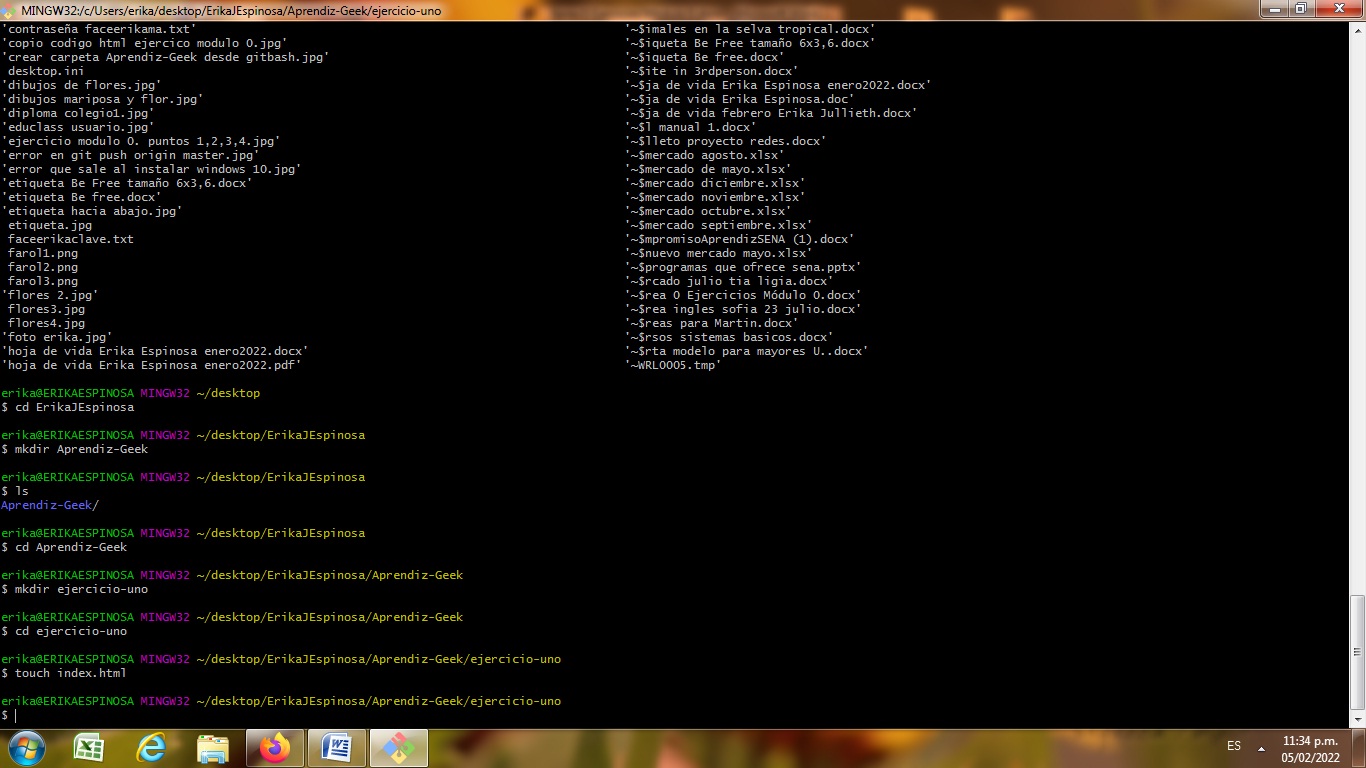 MINGW32:/c/Users/erika/desktop/ErikaJEspinosa/Aprendiz-Geek/ejercicio-uno
'contraseña faceerikama.txt'
'copio codigo html ejercico modulo 0.jpg'
'crear carpeta Aprendiz-Geek desde gitbash.jpg'
desktop.ini
'dibujos de flores.jpg'
'dibujos mariposa y flor.jpg'
'diploma colegio1.jpg'
'educlass usuario.jpg'
'ejercicio modulo 0. puntos 1,2,3,4.jpg'
'error en git push origin master.jpg'
'error que sale al instalar windows 10.jpg'
'etiqueta Be Free tamaño 6x3,6.docx'
'etiqueta Be free.docx'
'etiqueta hacia abajo.jpg'
etiqueta.jpg
faceerikaclave.txt
farol1.png
farol2.png
farol3.png
'flores 2.jpg'
flores3.jpg
flores4.jpg
'foto erika.jpg'
'hoja de vida Erika Espinosa enero2022.docx'
'hoja de vida Erika Espinosa enero2022.pdf'
'~$imales en la selva tropical.docx'
'~$iqueta Be Free tamaño 6x3,6.docx'
'~$iqueta Be free.docx'
'~$ite in 3rdperson.docx'
'~$ja de vida Erika Espinosa enero2022.docx'
'~$ja de vida Erika Espinosa.doc'
'~$ja de vida febrero Erika Jullieth.docx'
'~$l manual 1.docx'
'~$lleto proyecto redes.docx'
'~$mercado agosto.xlsx'
'~$mercado de mayo.xlsx'
'~$mercado diciembre.xlsx'
'~$mercado noviembre.xlsx'
'~$mercado octubre.xlsx'
'~$mercado septiembre.xlsx'
'~$mpromisoAprendizSENA (1).docx'
'~$nuevo mercado mayo.xlsx'
'~$programas que ofrece sena.pptx'
'~$rcado julio tia ligia.docx'
'~$rea 0 Ejercicios Módulo 0.docx'
'~$rea ingles sofia 23 julio.docx'
'~$reas para Martin.docx'
'~$rsos sistemas basicos.docx'
'~$rta modelo para mayores U..docx'
'~WRL0005.tmp'
erika@ERIKAESPINOSA MINGW32 ~/desktop
$ cd ErikaJEspinosa
erika@ERIKAESPINOSA MINGW32 ~/desktop/ErikaJEspinosa
$ mkdir Aprendiz-Geek
erika@ERIKAESPINOSA MINGW32 ~/desktop/ErikaJEspinosa
$ ls
Aprendiz-Geek/
erika@ERIKAESPINOSA MINGW32 ~/desktop/ErikaJEspinosa
$ cd Aprendiz-Geek
erika@ERIKAESPINOSA MINGW32 ~/desktop/ErikaJEspinosa/Aprendiz-Geek
$ mkdir ejercicio-uno
erika@ERIKAESPINOSA MINGW32 ~/desktop/ErikaJEspinosa/Aprendiz-Geek
$ cd ejercicio-uno
erika@ERIKAESPINOSA MINGW32 ~/desktop/ErikaJEspinosa/Aprendiz-Geek/ejercicio-uno
$ touch index.html
erika@ERIKAESPINOSA MINGW32 ~/desktop/ErikaJEspinosa/Aprendiz-Geek/ejercicio-uno
$
ES
11:34 p.m.
05/02/2022